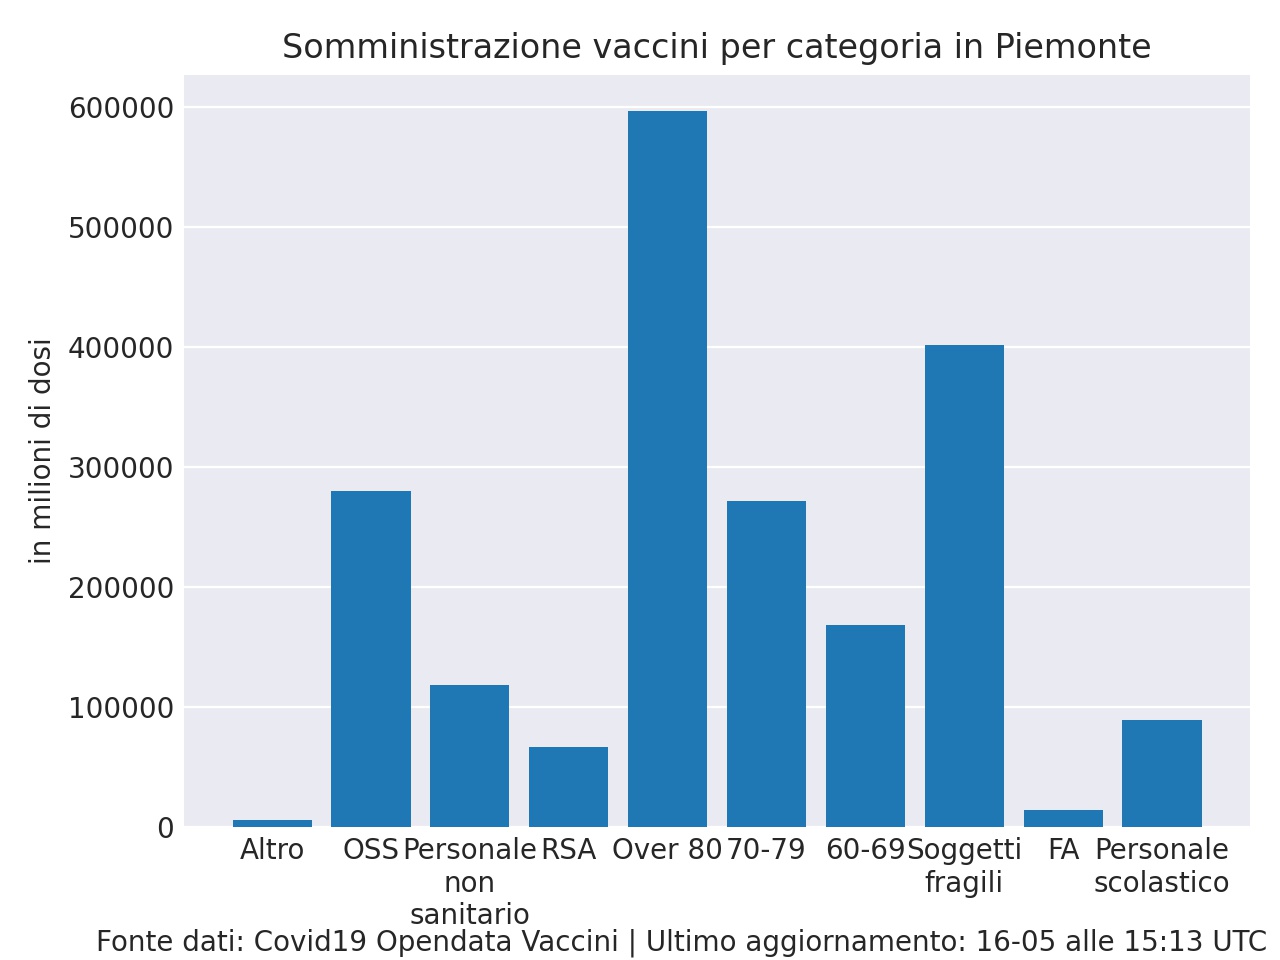 Somministrazione vaccini per categoria in Piemonte
600000
500000
400000
300000
200000
100000
0
in milioni di dosi
Altro
OSS
Personale
non
sanitario
RSA
Over 80
70-79
60-69
Soggetti
fragili
FA
Personale
scolastico
Fonte dati: Covid19 Opendata Vaccini | Ultimo aggiornamento: 16-05 alle 15:13 UTC